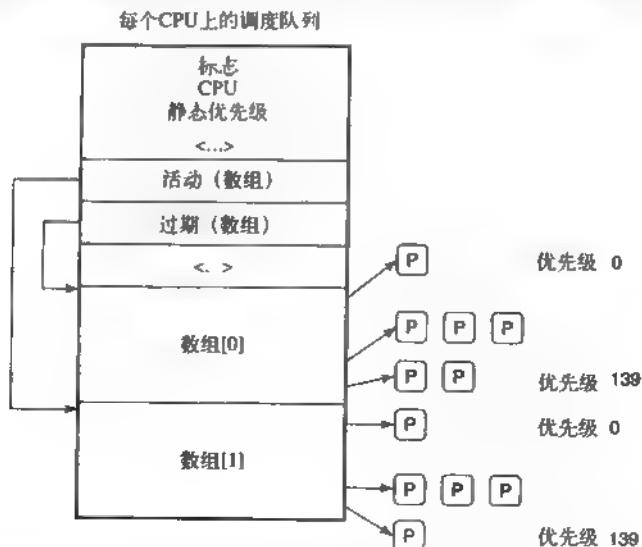 每个CPU上的调度队列
标志
CPU
静态优先级
<...>
活动（数组）
过期（数组）
<. >
P 优先级 0
P P P
数组[0]
P P 优先级 139
P 优先级 0
数组[1]
P P P
P 优先级 139